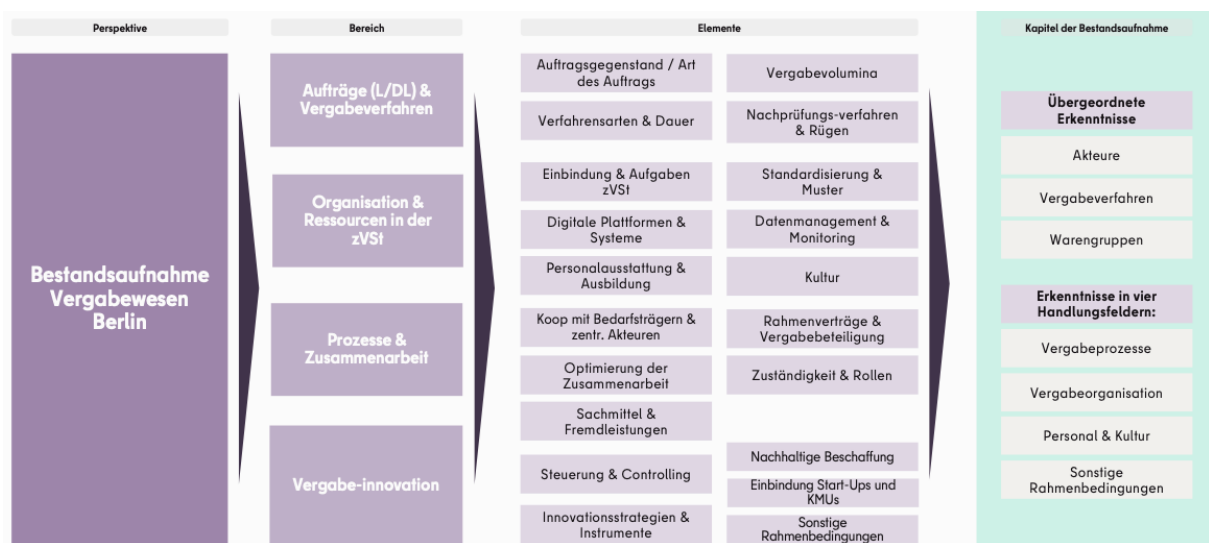 Perspektive
Bereich
Elemente
Kapitel der Bestandsaufnahme
Bestandsaufnahme
Vergabewesen
Berlin
Aufträge (L/DL) &
Vergabeverfahren
Organisation &
Ressourcen in der
zVSt
Prozesse &
Zusammenarbeit
Vergabe-innovation
Auftragsgegenstand / Art
des Auftrags
Vergabevolumina
Verfahrensarten & Dauer
Nachprüfungs-verfahren
& Rügen
Einbindung & Aufgaben
zVSt
Standardisierung &
Muster
Digitale Plattformen &
Systeme
Datenmanagement &
Monitoring
Personalausstattung &
Ausbildung
Kultur
Koop mit Bedarfsträgern &
zentr. Akteuren
Rahmenverträge &
Vergabebeteiligung
Optimierung der
Zusammenarbeit
Zuständigkeit & Rollen
Sachmittel &
Fremdleistungen
Nachhaltige Beschaffung
Steuerung & Controlling
Einbindung Start-Ups und
KMUs
Innovationsstrategien &
Instrumente
Sonstige
Rahmenbedingungen
Übergeordnete
Erkenntnisse
Akteure
Vergabeverfahren
Warengruppen
Erkenntnisse in vier
Handlungsfeldern:
Vergabeprozesse
Vergabeorganisation
Personal & Kultur
Sonstige
Rahmenbedingungen